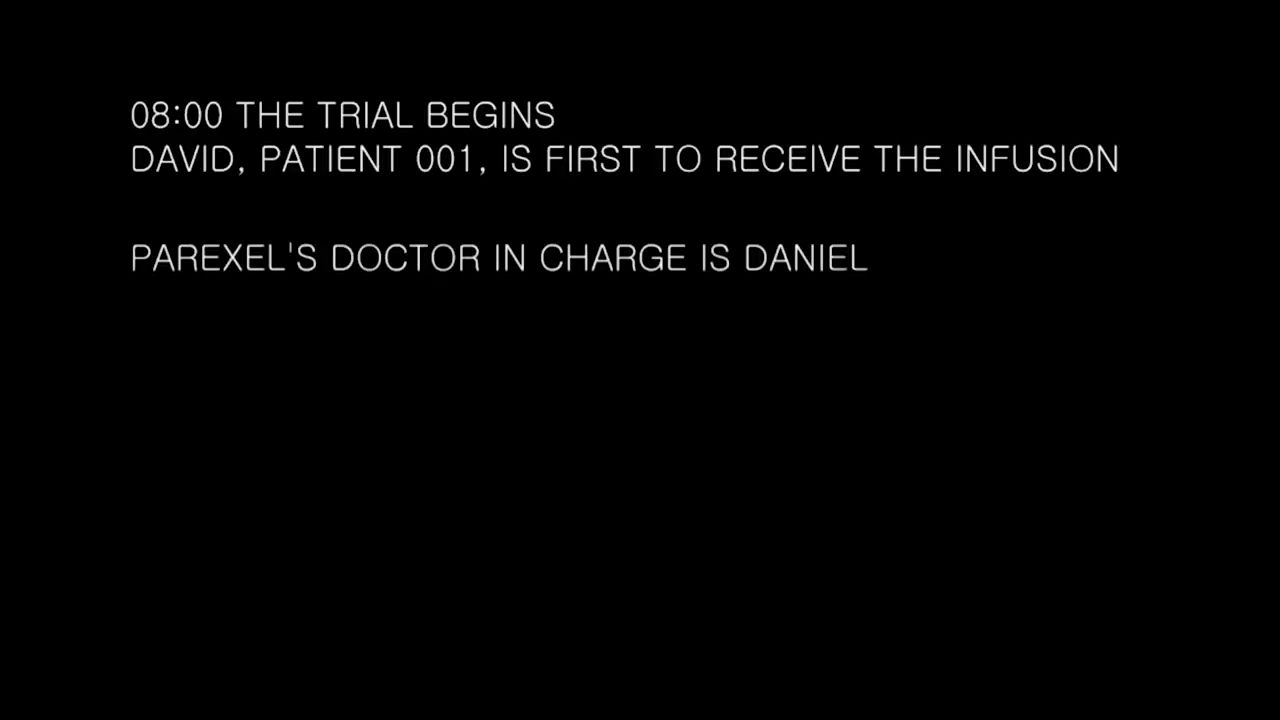 08:00 THE TRIAL BEGINS
DAVID, PATIENT 001, IS FIRST TO RECEIVE THE INFUSION
PAREXEL'S DOCTOR IN CHARGE IS DANIEL